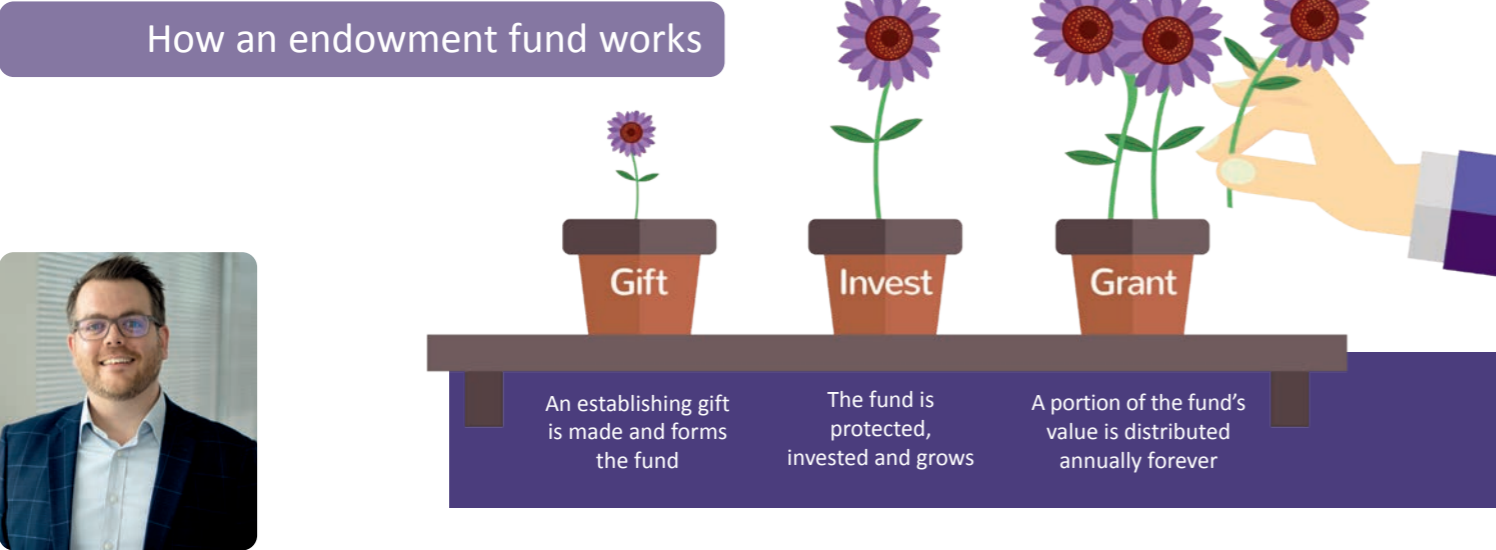 How an endowment fund works
Gift
Invest
Grant
An establishing gift
is made and forms
the fund
The fund is
protected,
invested and grows
A portion of the fund’s
value is distributed
annually forever